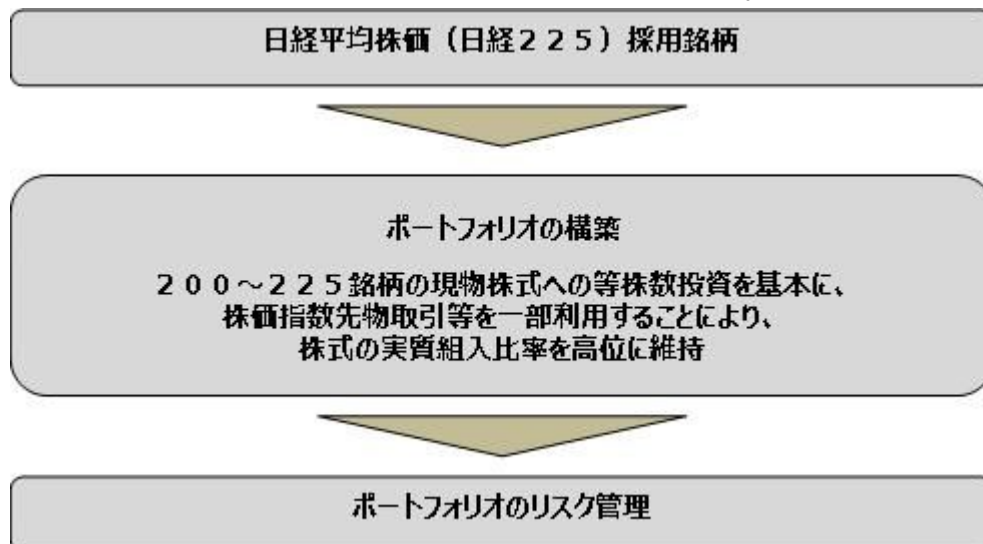 日経平均株価（日経２２５）採用銘柄
ポートフォリオの構築
２００～２２５銘柄の現物株式への等株数投資を基本に、
株価指数先物取引等を一部利用することにより、
株式の実質組入比率を高位に維持
ポートフォリオのリスク管理